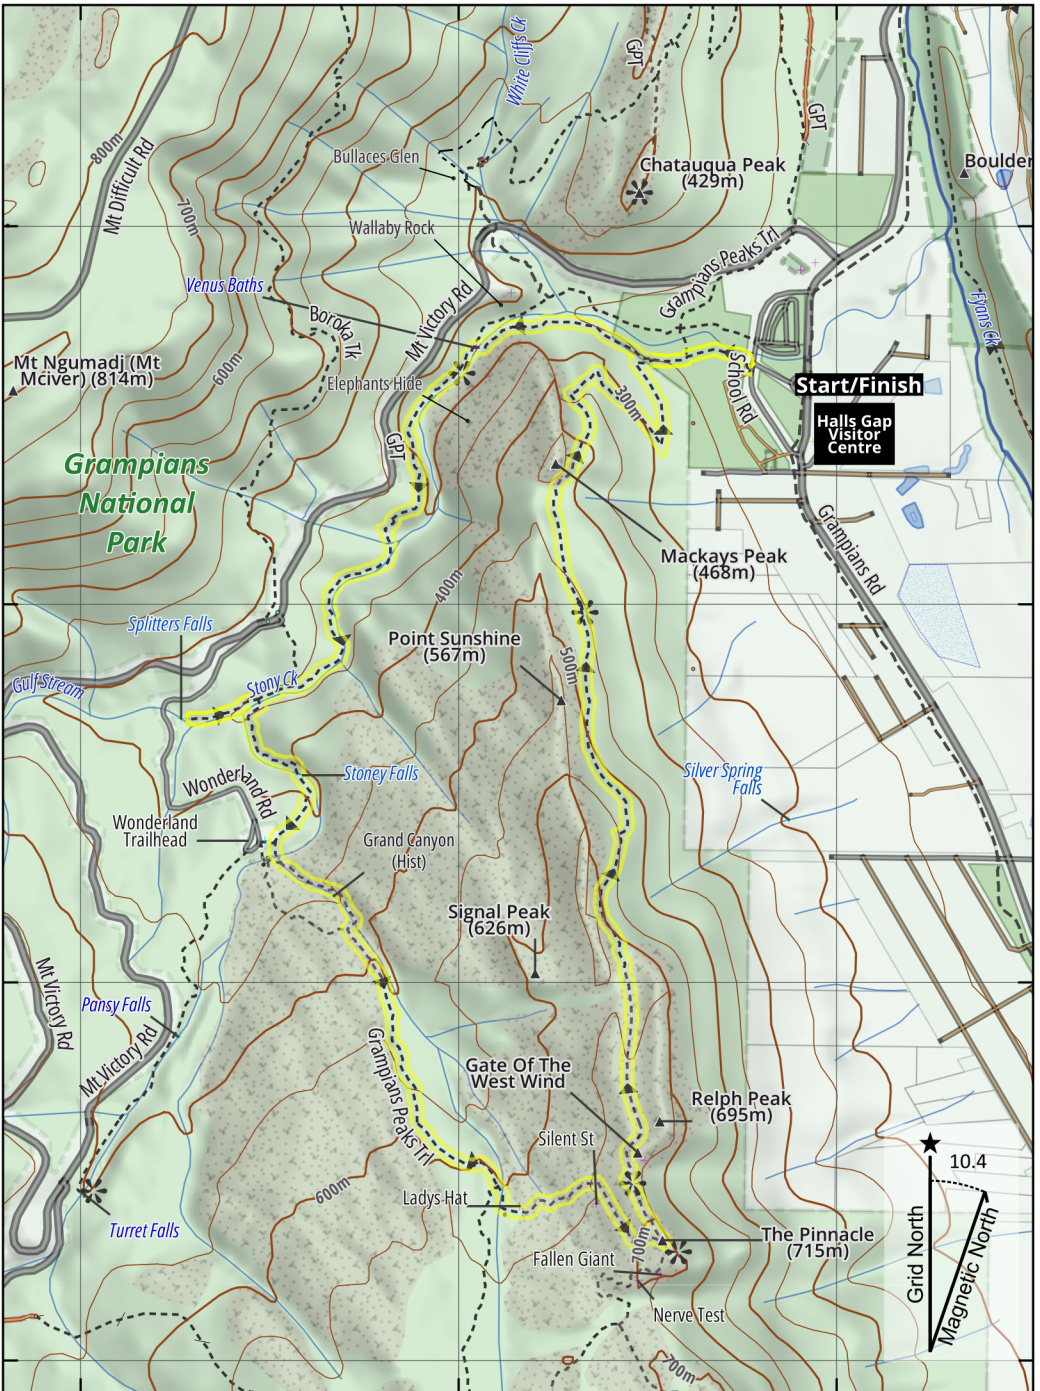 White Cliffs Ck
GPT
800m
Mt Difficult Rd
Bullaces Glen
GPT
Chatauqua Peak
(429m)
Boulder
700m
Wallaby Rock
Grampians Peaks Trl
Venus Baths
Boroka Tk
Mt Victory Rd
Fyans Ck
Mt Ngumadj (Mt
Mciver) (814m)
600m
Elephants Hide
300m
School Rd
Start/Finish
Halls Gap
Visitor
Centre
GPT
Grampians
National
Park
Grampians Rd
Mackays Peak
(468m)
400m
Splitters Falls
Point Sunshine
(567m)
500m
Gulf Stream
Stony Ck
Stoney Falls
Silver Spring
Falls
Wonderland Rd
Wonderland
Trailhead
Grand Canyon
(Hist)
Signal Peak
(626m)
Mt Victory Rd
Pansy Falls
Mt Victory Rd
Grampians Peaks Trl
Gate Of The
West Wind
Relph Peak
(695m)
Silent St
10.4
600m
Ladys Hat
Turret Falls
700m
The Pinnacle
(715m)
Fallen Giant
Grid North
Magnetic North
Nerve Test
700m